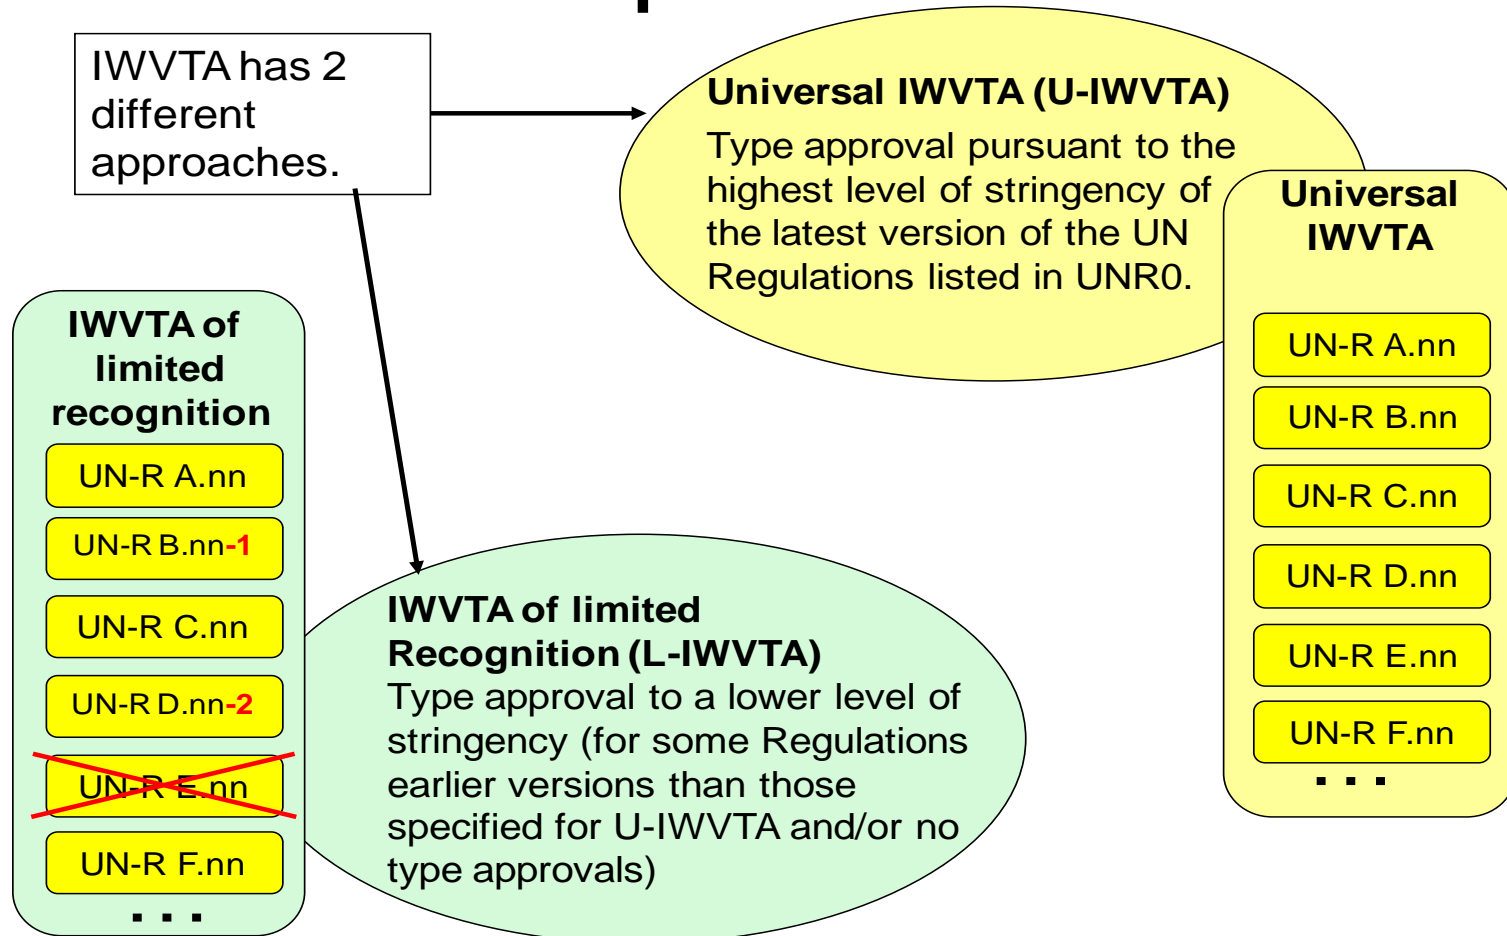 IWVTA has 2
different
approaches.
Universal IWVTA (U-IWVTA)
Type approval pursuant to the
highest level of stringency of
the latest version of the UN
Regulations listed in UNR0.
Universal
IWVTA
UN-R A.nn
UN-R B.nn
UN-R C.nn
UN-R D.nn
UN-R E.nn
UN-R F.nn
...
IWVTA of
limited
recognition
UN-R A.nn
UN-R B.nn-1
UN-R C.nn
UN-R D.nn-2
UN-R E.nn
UN-R F.nn
...
IWVTA of limited
Recognition (L-IWVTA)
Type approval to a lower level of
stringency (for some Regulations
earlier versions than those
specified for U-IWVTA and/or no
type approvals)